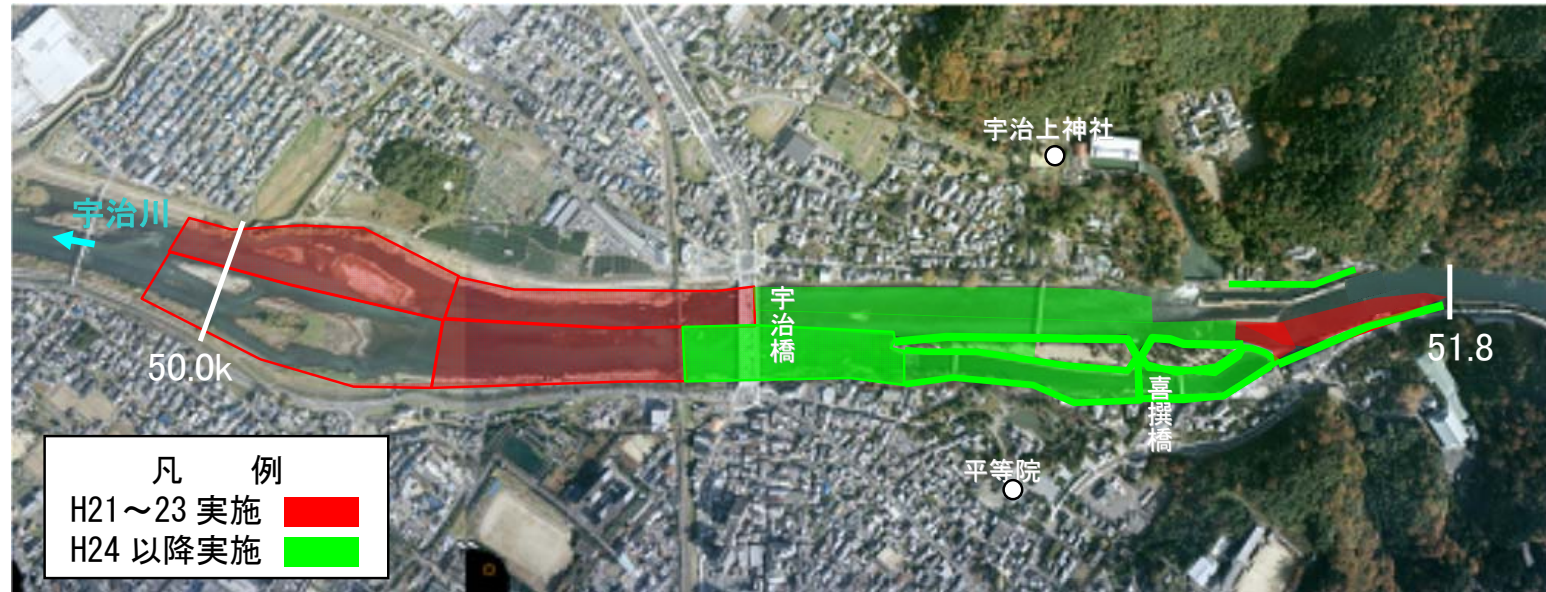 宇治上神社
宇治川
宇治橋
50.0k
51.8
喜撰橋
平等院
凡 例
H21～23 実施
H24 以降実施